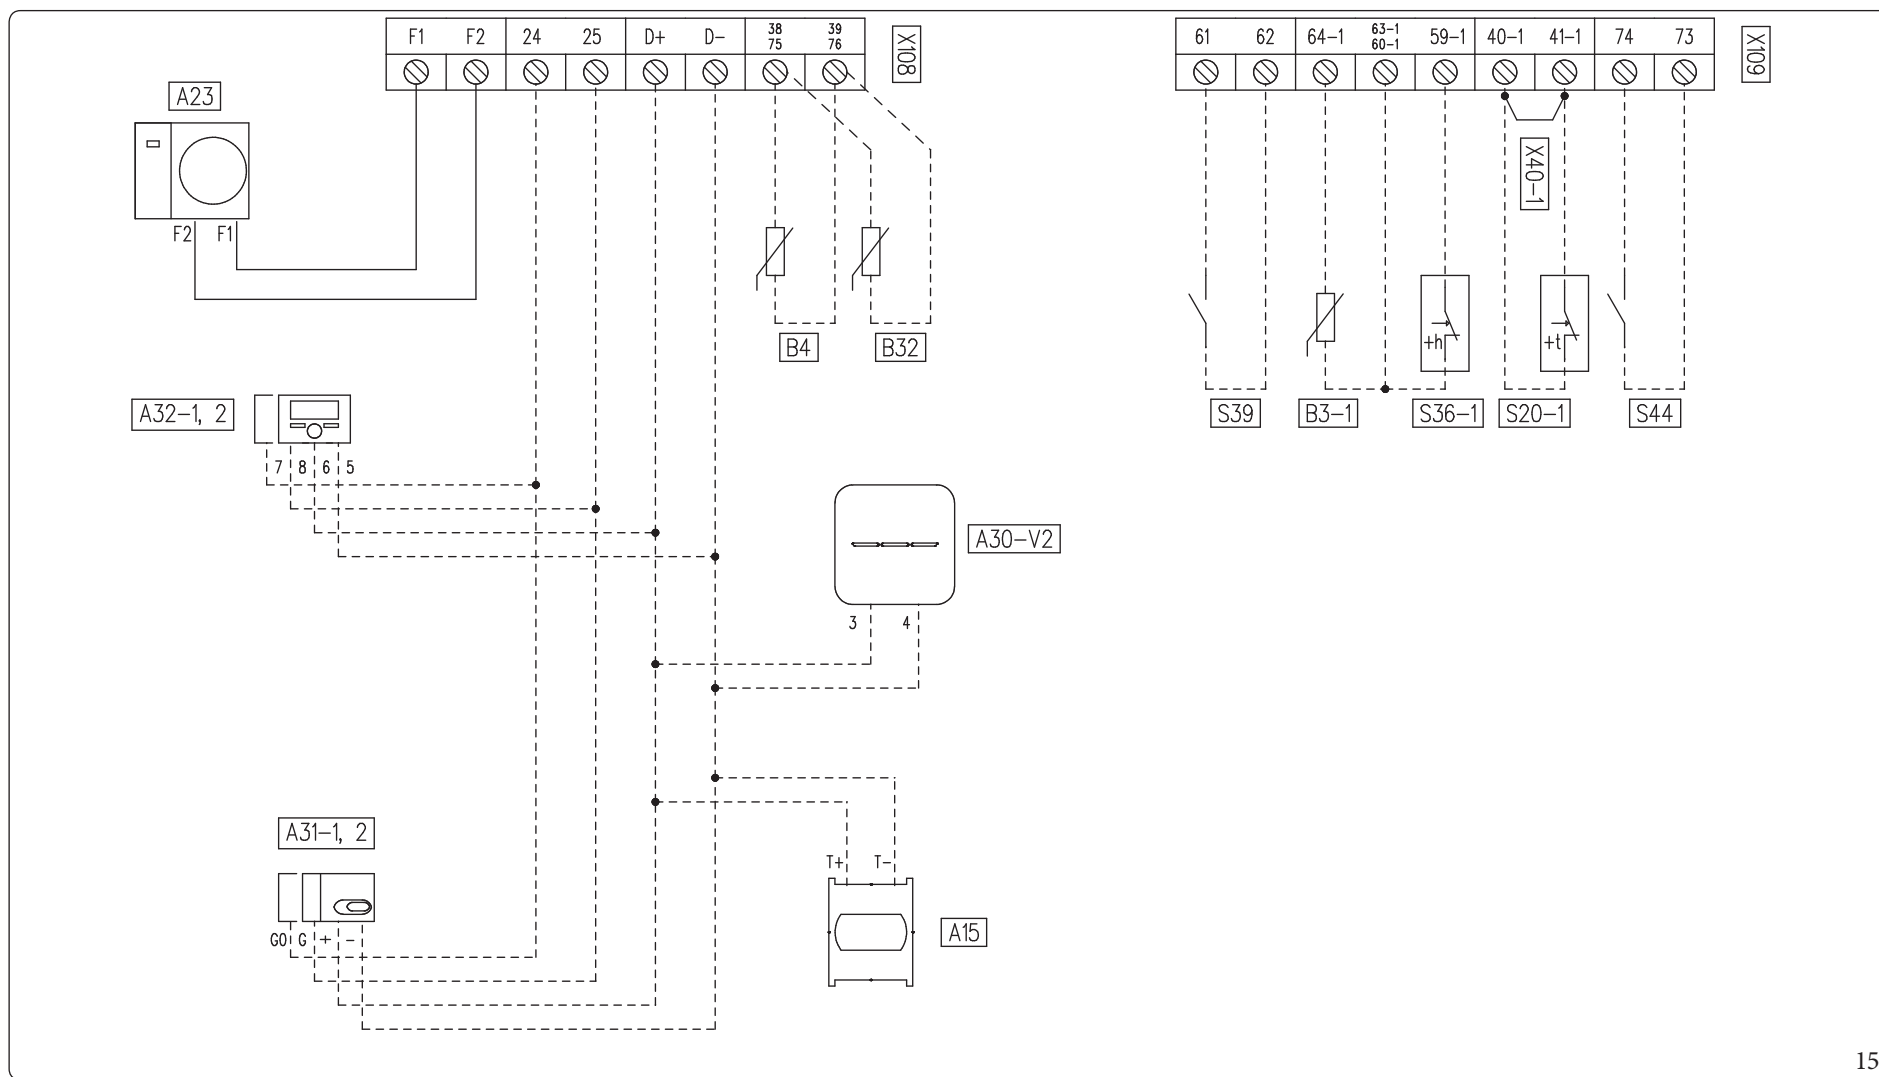 F1 F2 24 25 D+ D- 38 75 39 76 X108
61 62 64-1 63-1 60-1 59-1 40-1 41-1 74 73 X109
A23
F2 F1
X40-1
B4 B32
+h +t
A32-1, 2
S39 B3-1 S36-1 S20-1 S44
7 8 6 5
A30-V2
3 4
A31-1, 2
T+ T-
G0 G + -
A15
15